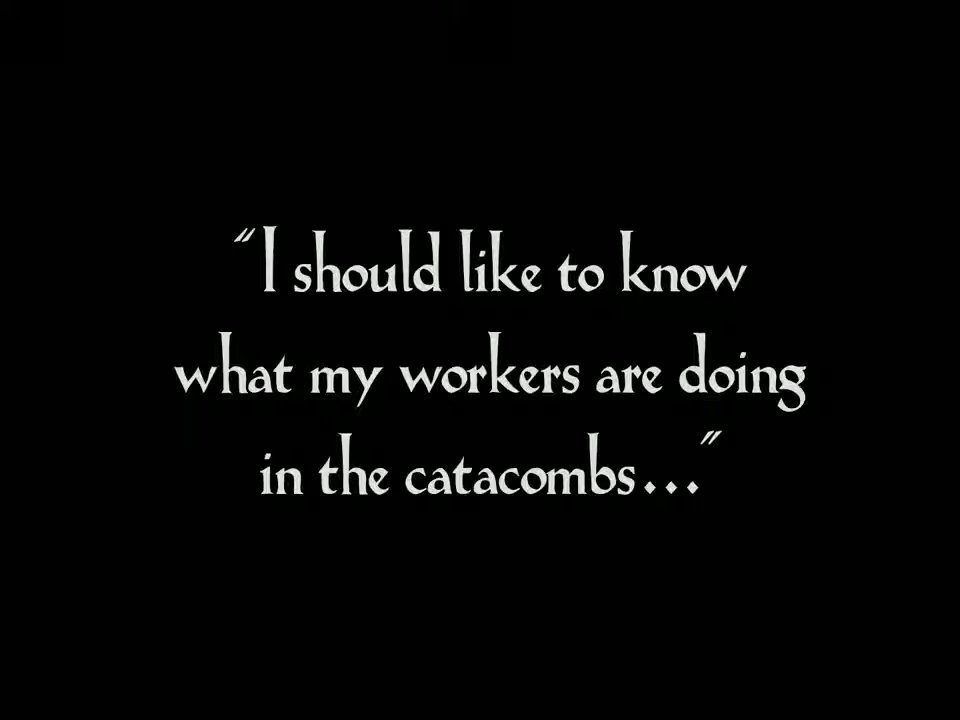 “I should like to know
what my workers are doing
in the catacombs...”